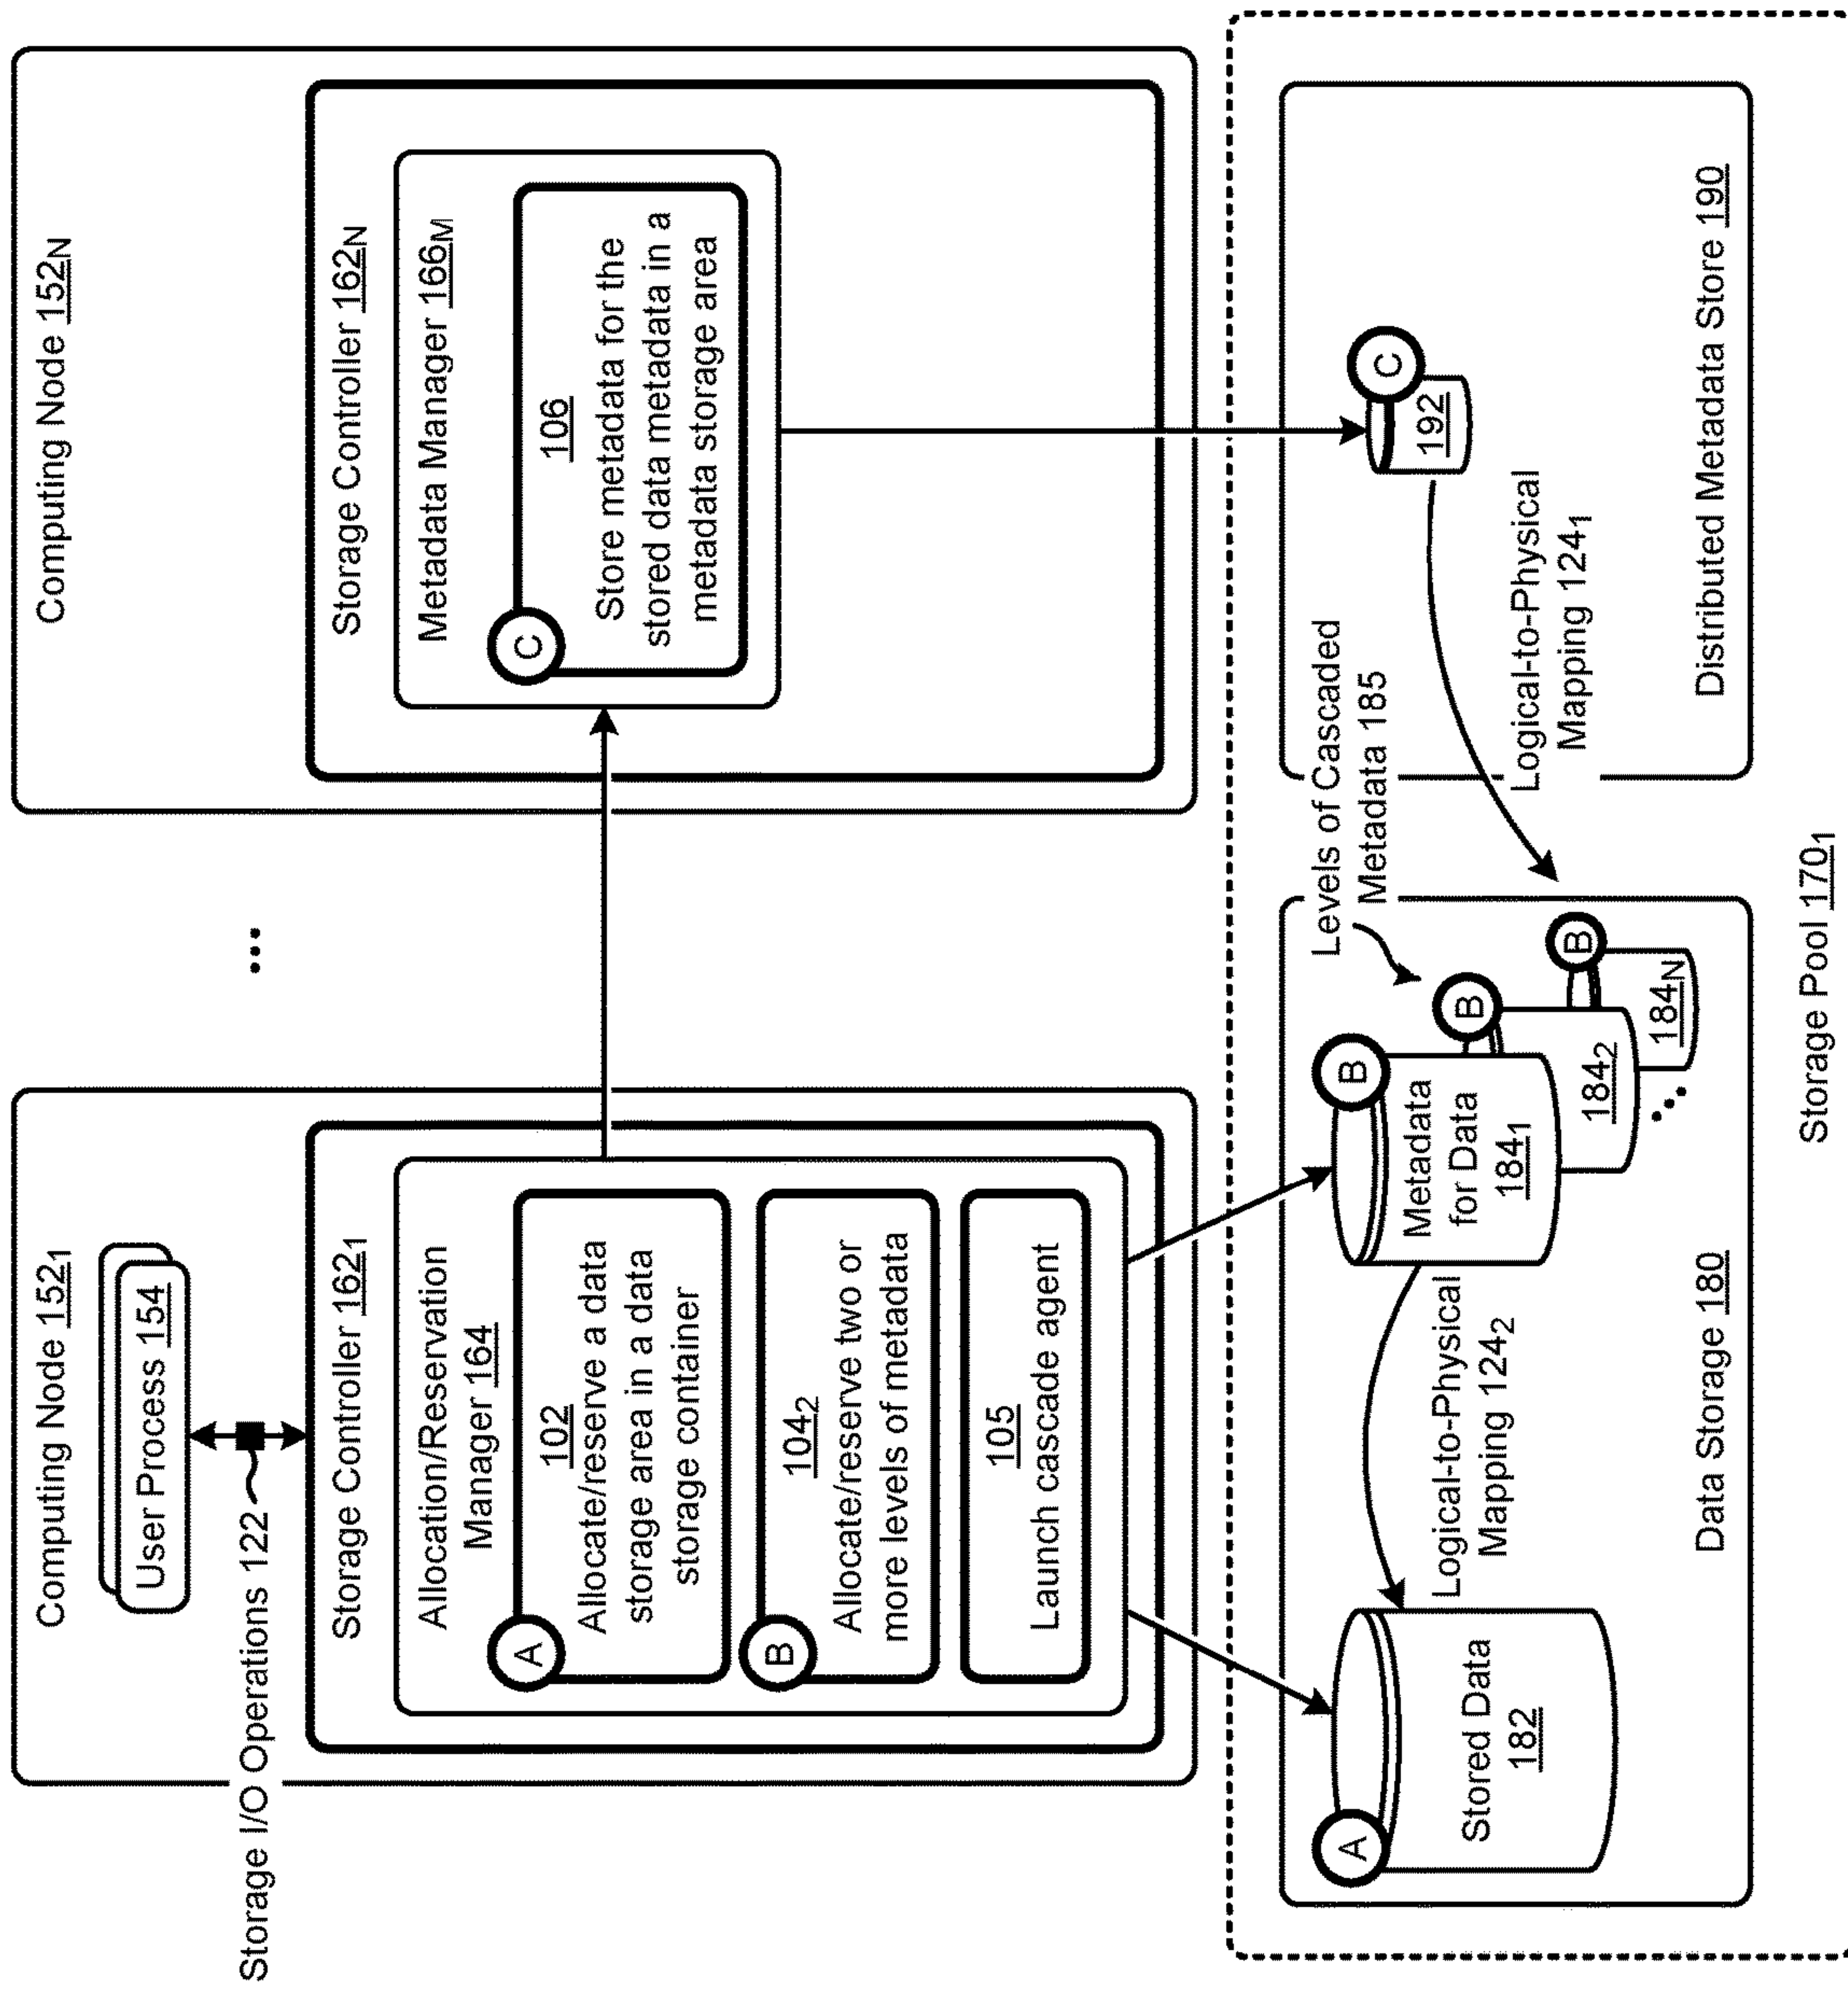 Computing Node 152₁
User Process 154
Storage I/O Operations 122
Storage Controller 162₁
Allocation/Reservation
Manager 164
A
102
Allocate/reserve a data
storage area in a data
storage container
B
104₂
Allocate/reserve two or
more levels of metadata
105
Launch cascade agent
...
Computing Node 152N
Storage Controller 162N
Metadata Manager 166M
C
106
Store metadata for the
stored data metadata in a
metadata storage area
A
Stored Data
182
Logical-to-Physical
Mapping 124₂
B
Metadata
for Data
184₁
B
184₂
...
B
184N
Levels of Cascaded
Metadata 185
Data Storage 180
C
192
Logical-to-Physical
Mapping 124₁
Distributed Metadata Store 190
Storage Pool 170₁